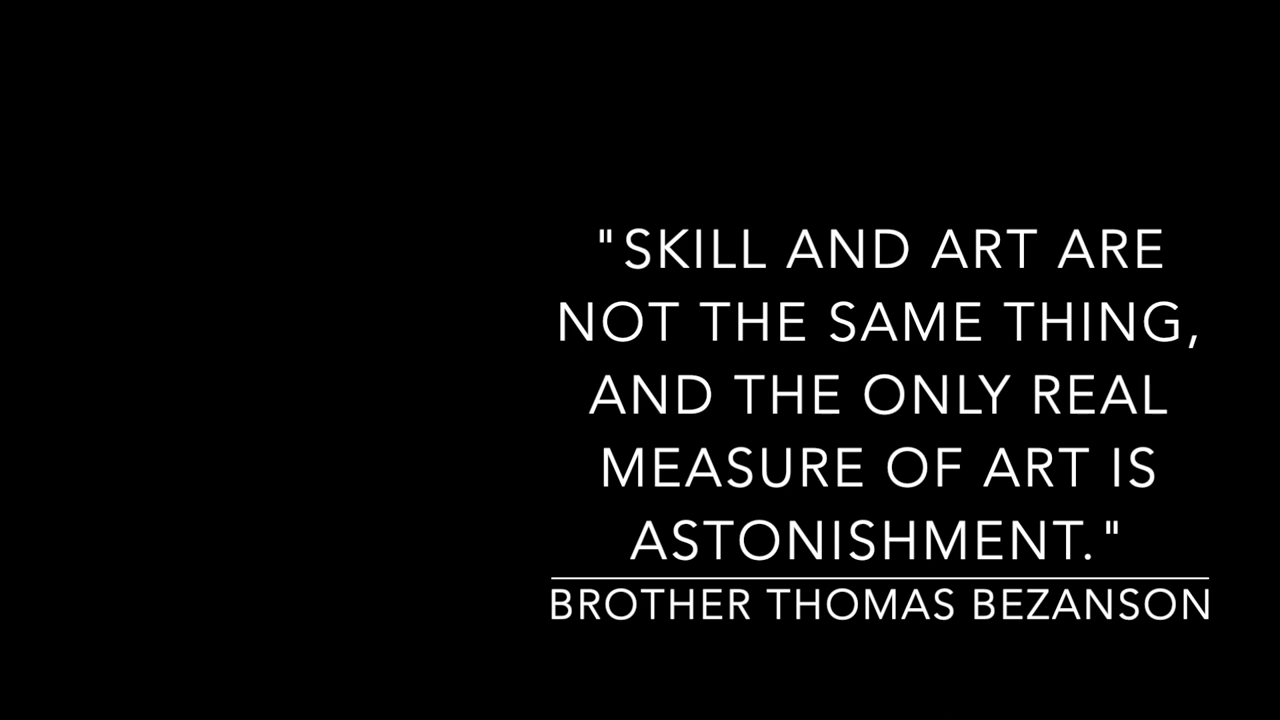 "SKILL AND ART ARE
NOT THE SAME THING,
AND THE ONLY REAL
MEASURE OF ART IS
ASTONISHMENT."
BROTHER THOMAS BEZANSON